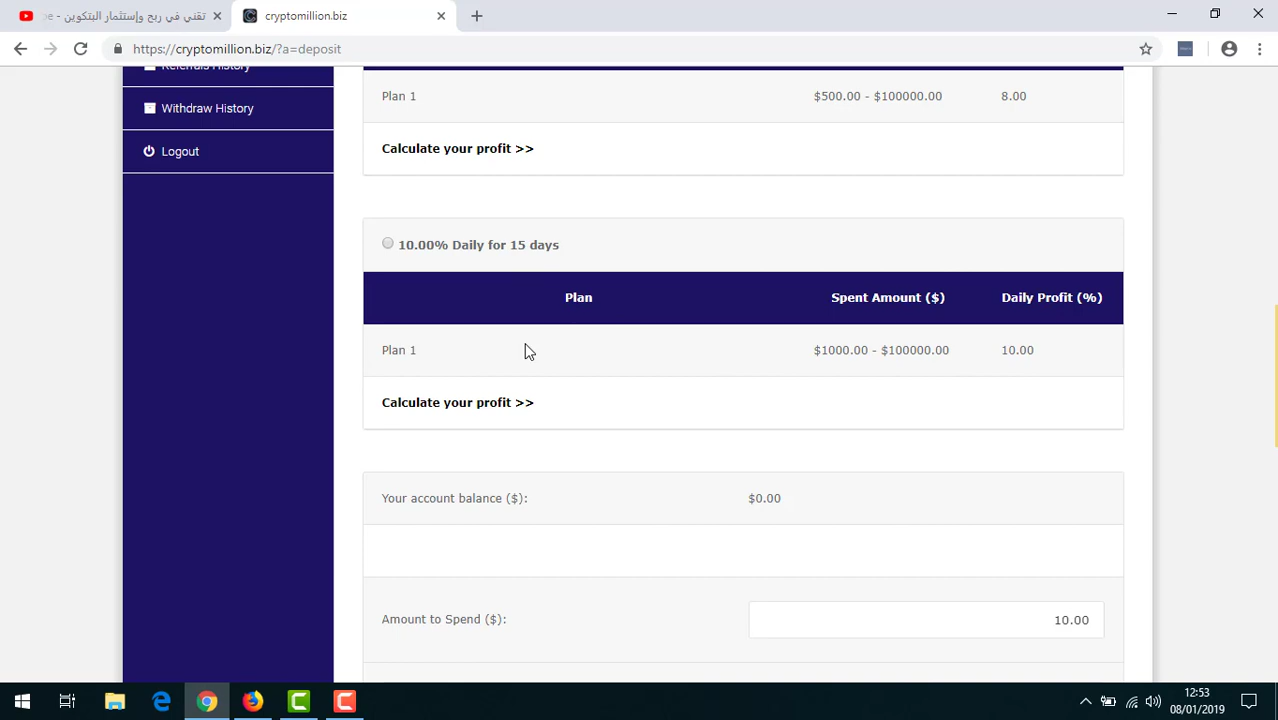 تقني في ربح وإستثمار البتكوين - be
cryptomillion.biz
https://cryptomillion.biz/?a=deposit
Referrals History
Withdraw History
Logout
Plan 1 $500.00 - $100000.00 8.00
Calculate your profit >>
10.00% Daily for 15 days
Plan Spent Amount ($) Daily Profit (%)
Plan 1 $1000.00 - $100000.00 10.00
Calculate your profit >>
Your account balance ($): $0.00
Amount to Spend ($): 10.00
12:53
08/01/2019